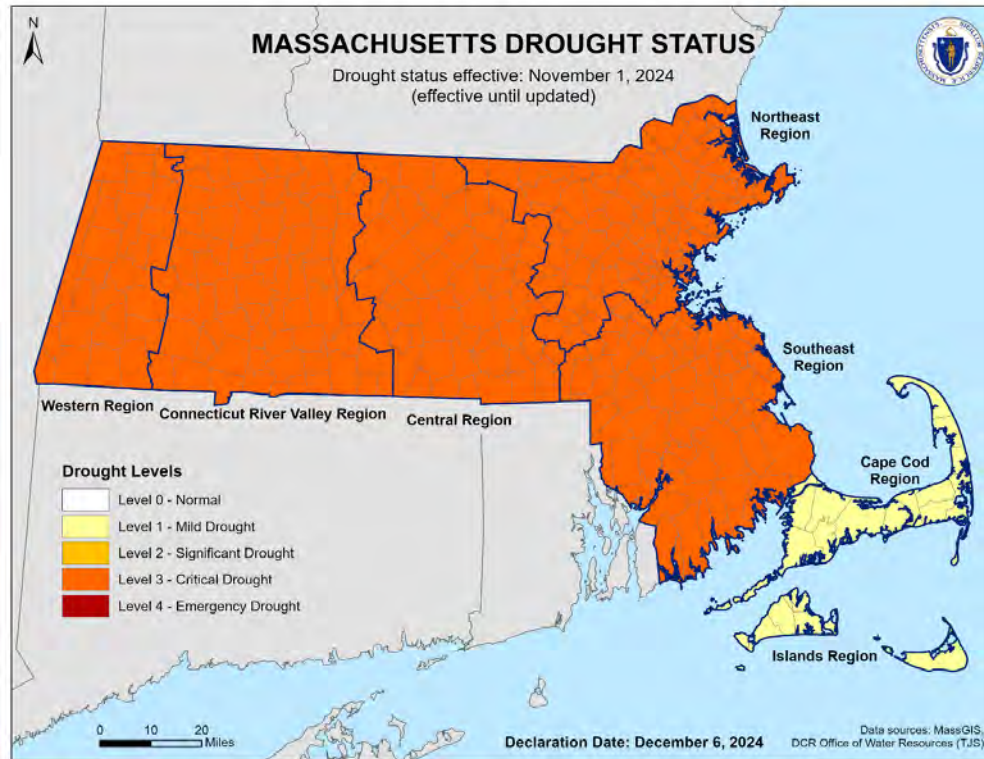 N
MASSACHUSETTS DROUGHT STATUS
Drought status effective: November 1, 2024
(effective until updated)
Northeast
Region
Southeast
Region
Western Region
Connecticut River Valley Region
Central Region
Cape Cod
Region
Drought Levels
Level 0 - Normal
Level 1 - Mild Drought
Level 2 - Significant Drought
Level 3 - Critical Drought
Level 4 - Emergency Drought
Islands Region
0 10 20
Miles
Declaration Date: December 6, 2024
Data sources: MassGIS,
DCR Office of Water Resources (TJS)